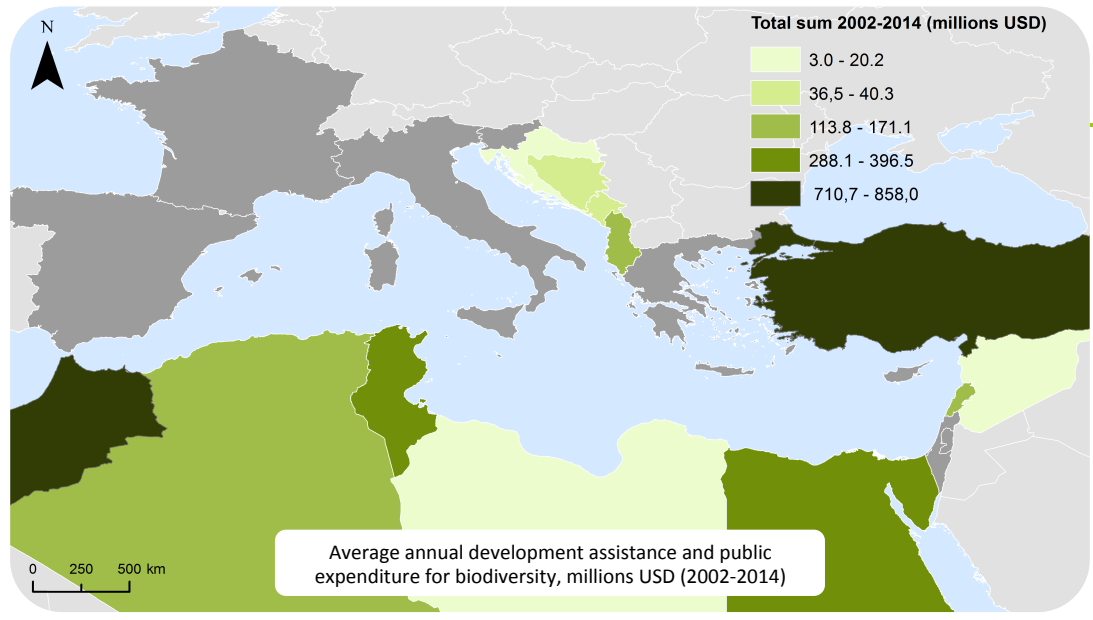 N
Total sum 2002-2014 (millions USD)
3.0 - 20.2
36,5 - 40.3
113.8 - 171.1
288.1 - 396.5
710,7 - 858,0
0 250 500 km
Average annual development assistance and public
expenditure for biodiversity, millions USD (2002-2014)